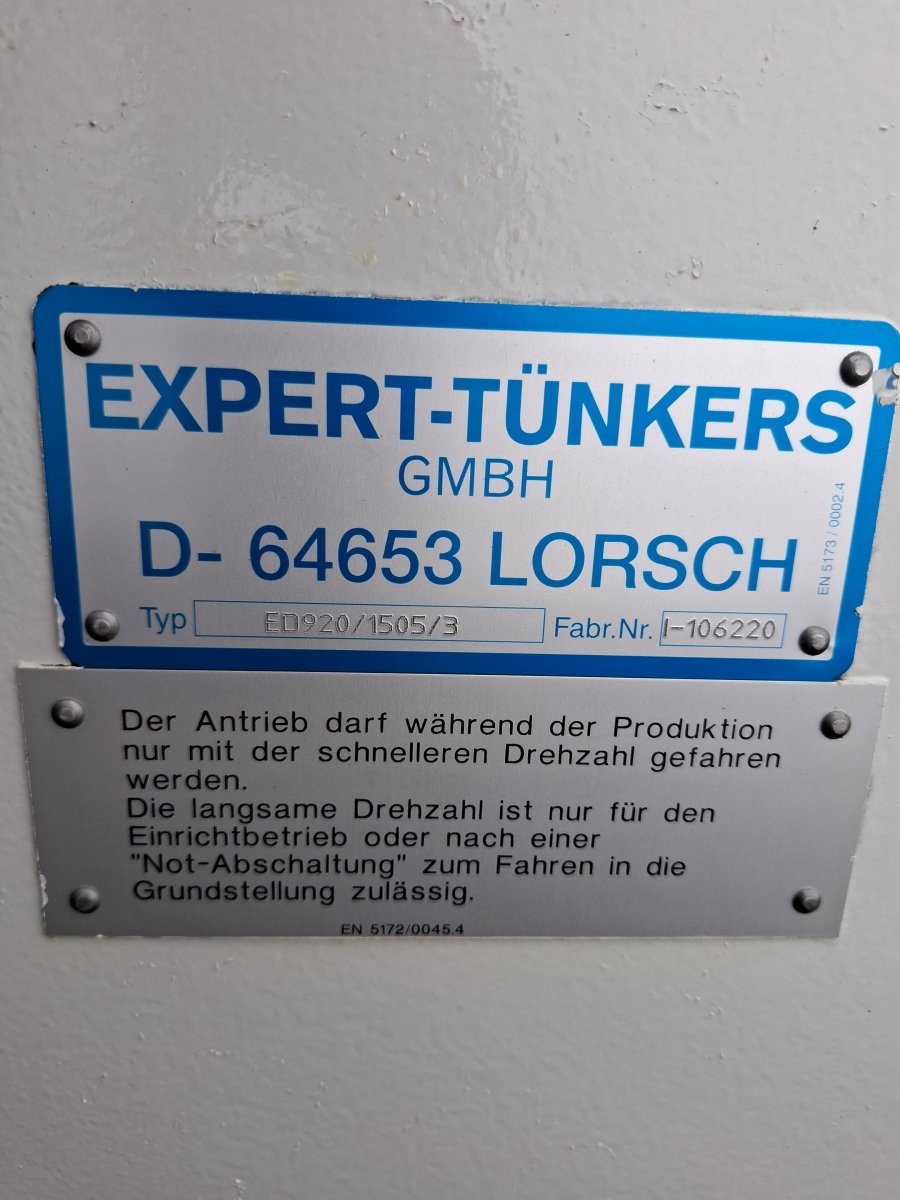 EXPERT-TÜNKERS
GMBH
D- 64653 LORSCH
EN 5173/0002.4
Typ ED920/1505/3 Fabr.Nr. I-106220
Der Antrieb darf während der Produktion
nur mit der schnelleren Drehzahl gefahren
werden.
Die langsame Drehzahl ist nur für den
Einrichtbetrieb oder nach einer
"Not-Abschaltung" zum Fahren in die
Grundstellung zulässig.
EN 5172/0045.4